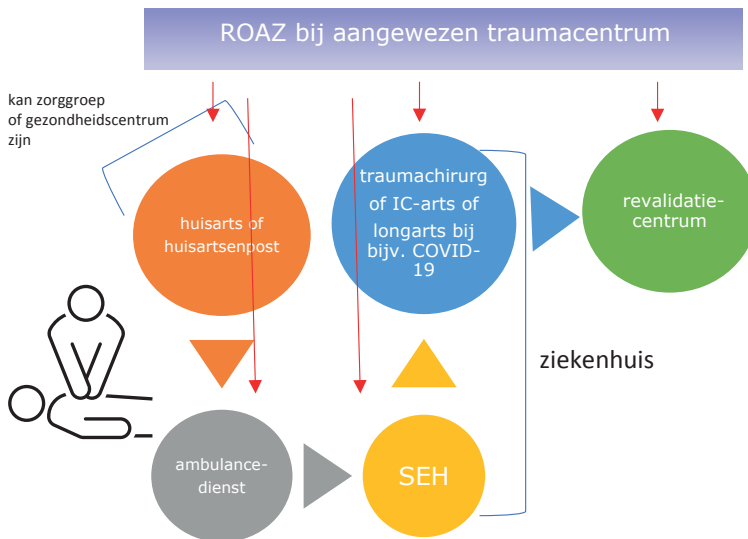 ROAZ bij aangewezen traumacentrum
kan zorggroep
of gezondheidscentrum
zijn
huisarts of
huisartsenpost
traumachirurg
of IC-arts of
longarts bij
bijv. COVID-
19
revalidatie-
centrum
ziekenhuis
ambulance-
dienst
SEH